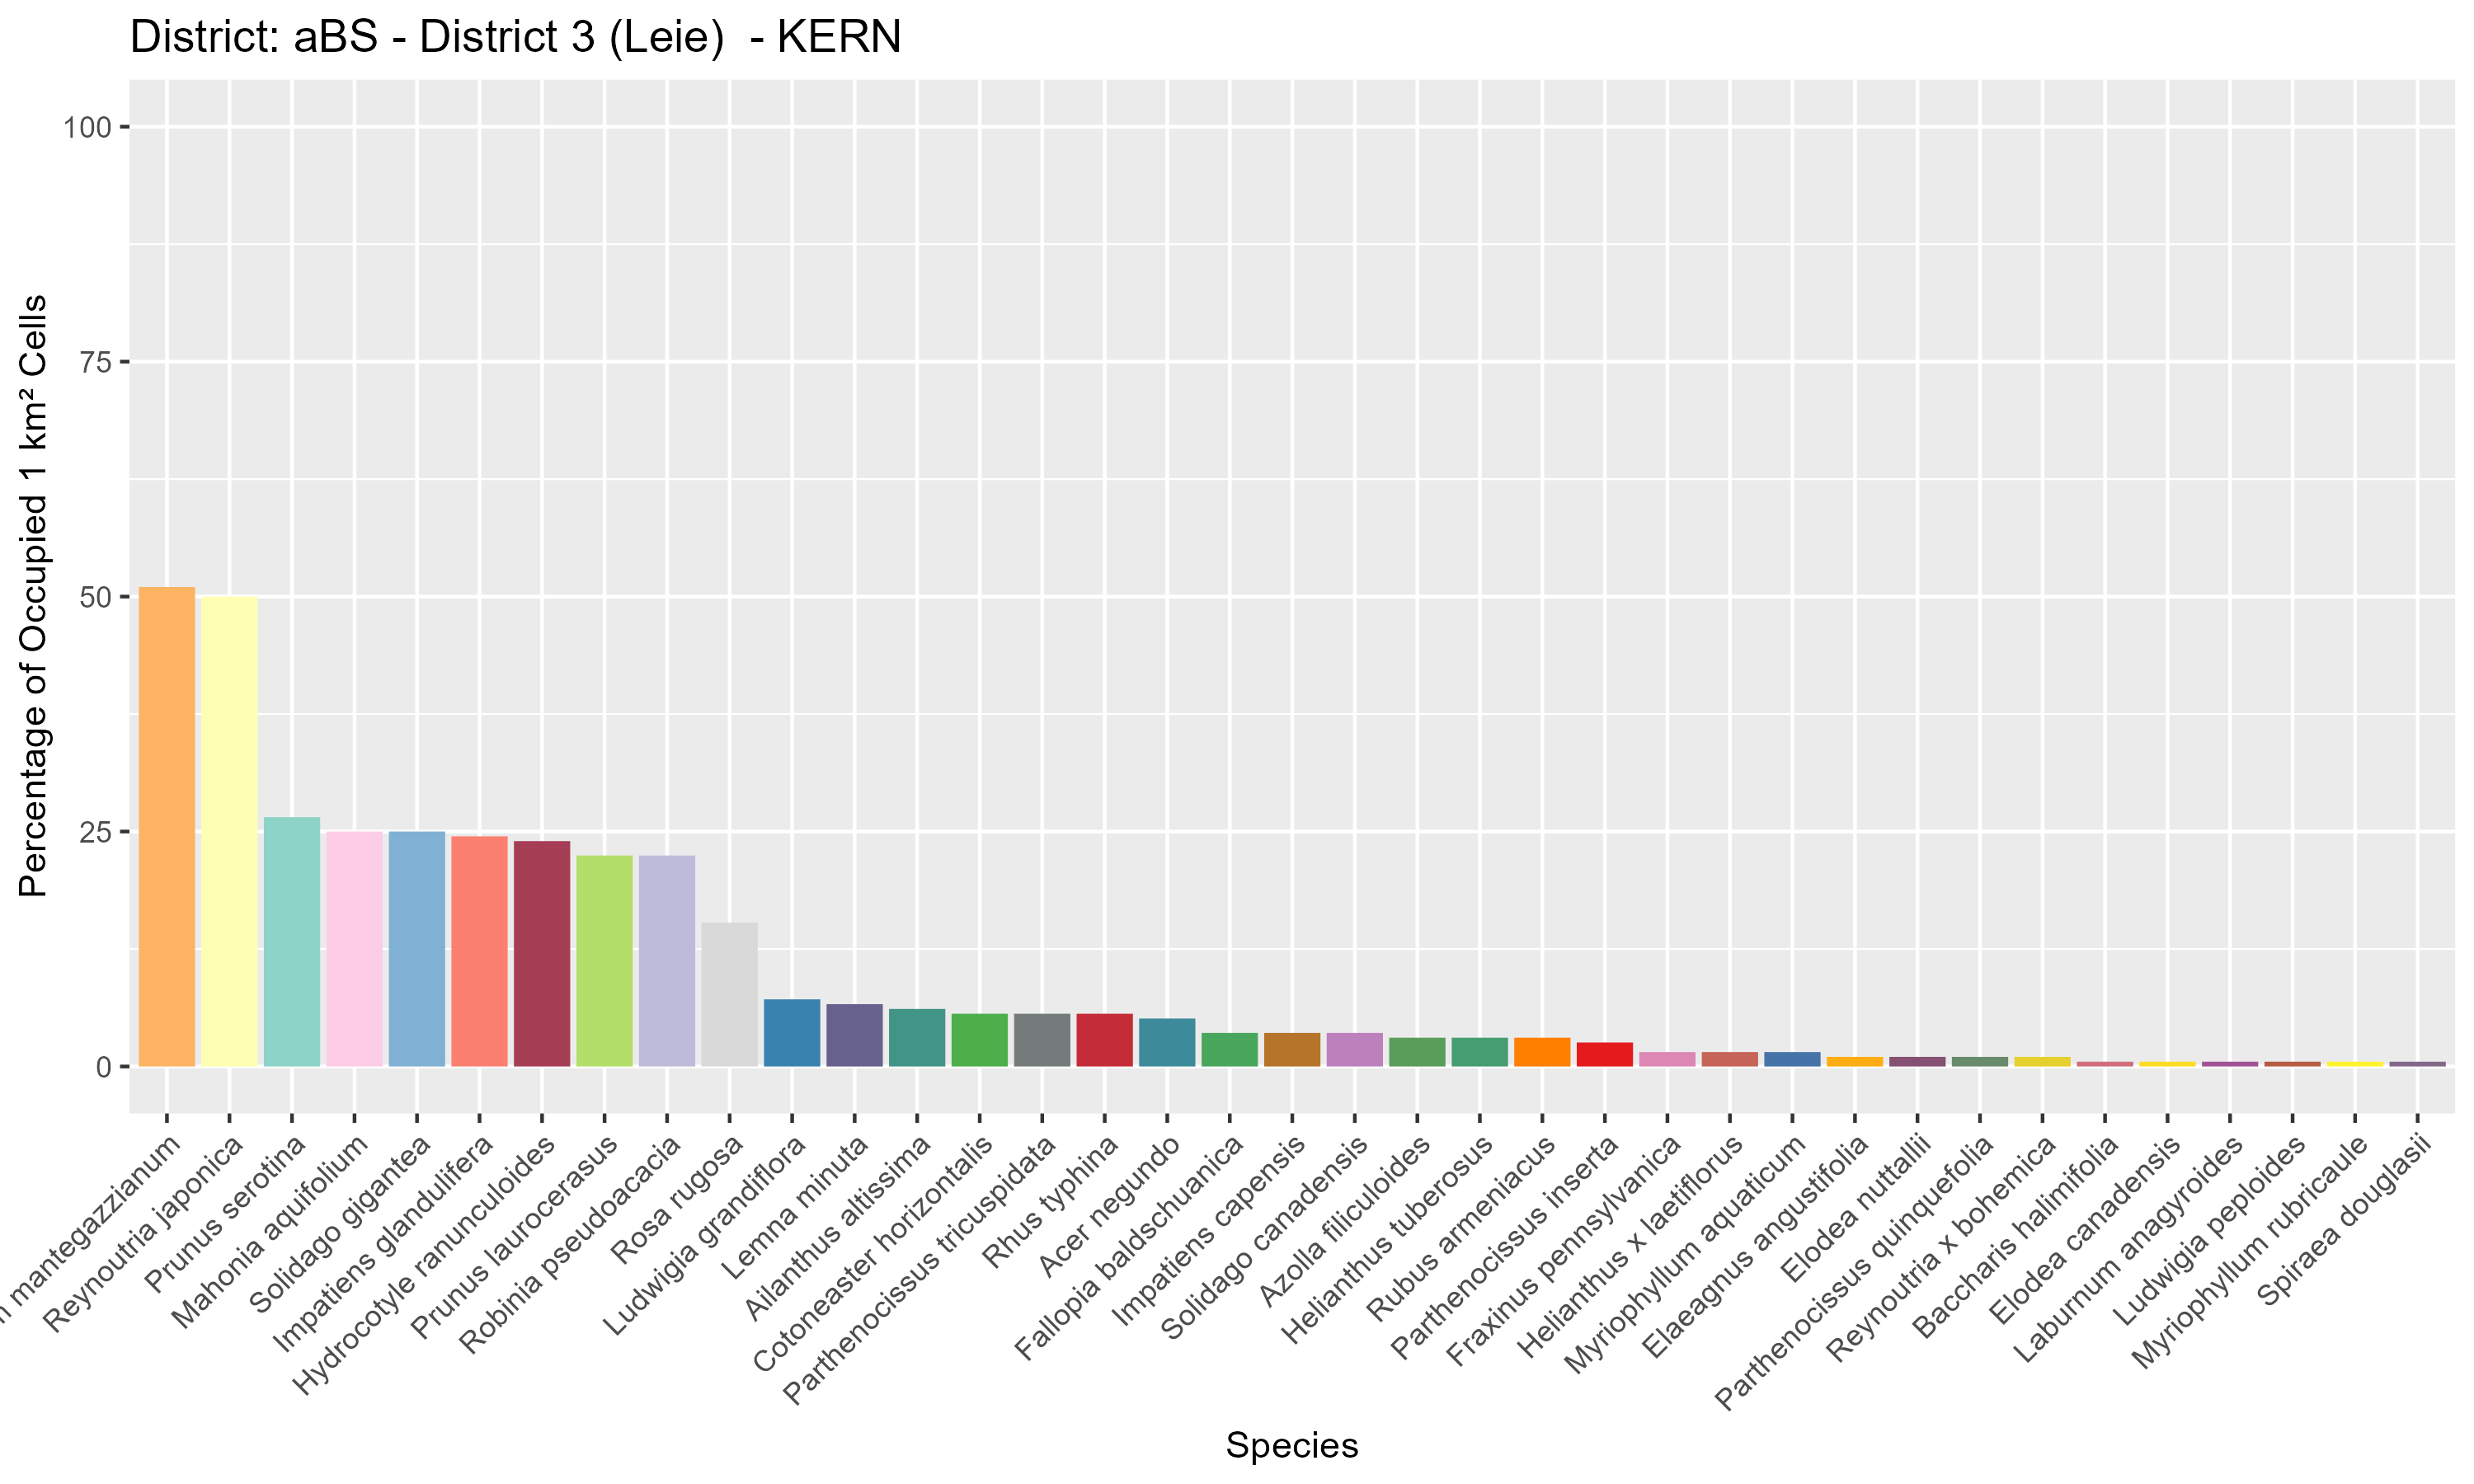 District: aBS - District 3 (Leie)  - KERN
Percentage of Occupied 1 km² Cells
100
75
50
25
0
mantegazzianum
Reynoutria japonica
Prunus serotina
Mahonia aquifolium
Solidago gigantea
Impatiens glandulifera
Hydrocotyle ranunculoides
Prunus laurocerasus
Robinia pseudoacacia
Rosa rugosa
Ludwigia grandiflora
Lemna minuta
Ailanthus altissima
Cotoneaster horizontalis
Parthenocissus tricuspidata
Rhus typhina
Acer negundo
Fallopia baldschuanica
Impatiens capensis
Solidago canadensis
Azolla filiculoides
Helianthus tuberosus
Rubus armeniacus
Parthenocissus inserta
Fraxinus pennsylvanica
Helianthus x laetiflorus
Myriophyllum aquaticum
Elaeagnus angustifolia
Elodea nuttallii
Parthenocissus quinquefolia
Reynoutria x bohemica
Baccharis halimifolia
Elodea canadensis
Laburnum anagyroides
Ludwigia peploides
Myriophyllum rubricaule
Spiraea douglasii
Species